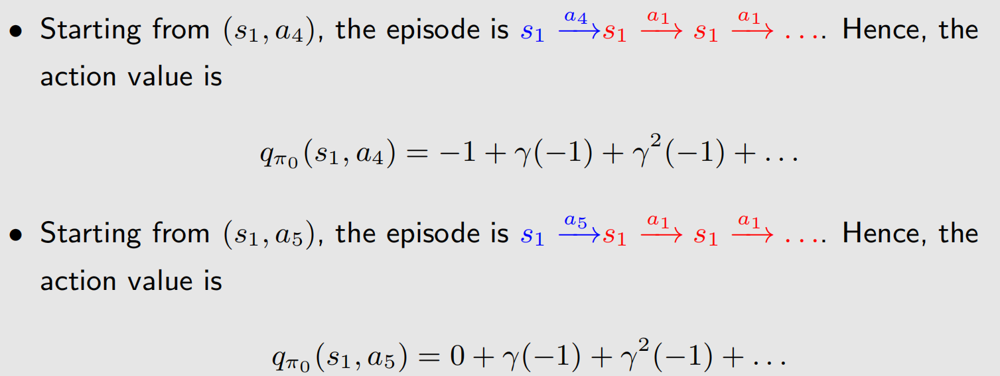 • Starting from $(s_1, a_4)$, the episode is $s_1 \xrightarrow{a_4} s_1 \xrightarrow{a_1} s_1 \xrightarrow{a_1} \ldots$. Hence, the
action value is
$q_{\pi_0}(s_1, a_4) = -1 + \gamma(-1) + \gamma^2(-1) + \ldots$
• Starting from $(s_1, a_5)$, the episode is $s_1 \xrightarrow{a_5} s_1 \xrightarrow{a_1} s_1 \xrightarrow{a_1} \ldots$. Hence, the
action value is
$q_{\pi_0}(s_1, a_5) = 0 + \gamma(-1) + \gamma^2(-1) + \ldots$